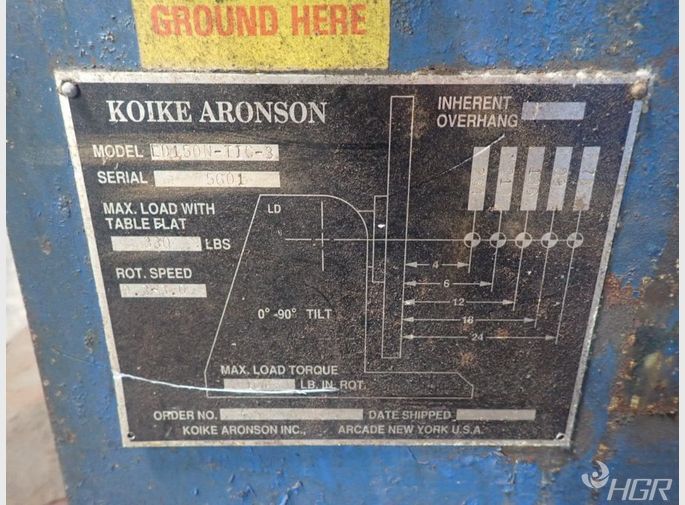 GROUND HERE
KOIKE ARONSON
INHERENT
OVERHANG
MODEL
SERIAL 5601
MAX. LOAD WITH
TABLE FLAT
330 LBS
ROT. SPEED
LD
0°-90° TILT
4
6
12
16
24
MAX. LOAD TORQUE
LB. IN. ROT.
ORDER NO.
DATE SHIPPED
KOIKE ARONSON INC., ARCADE NEW YORK U.S.A.
HGR